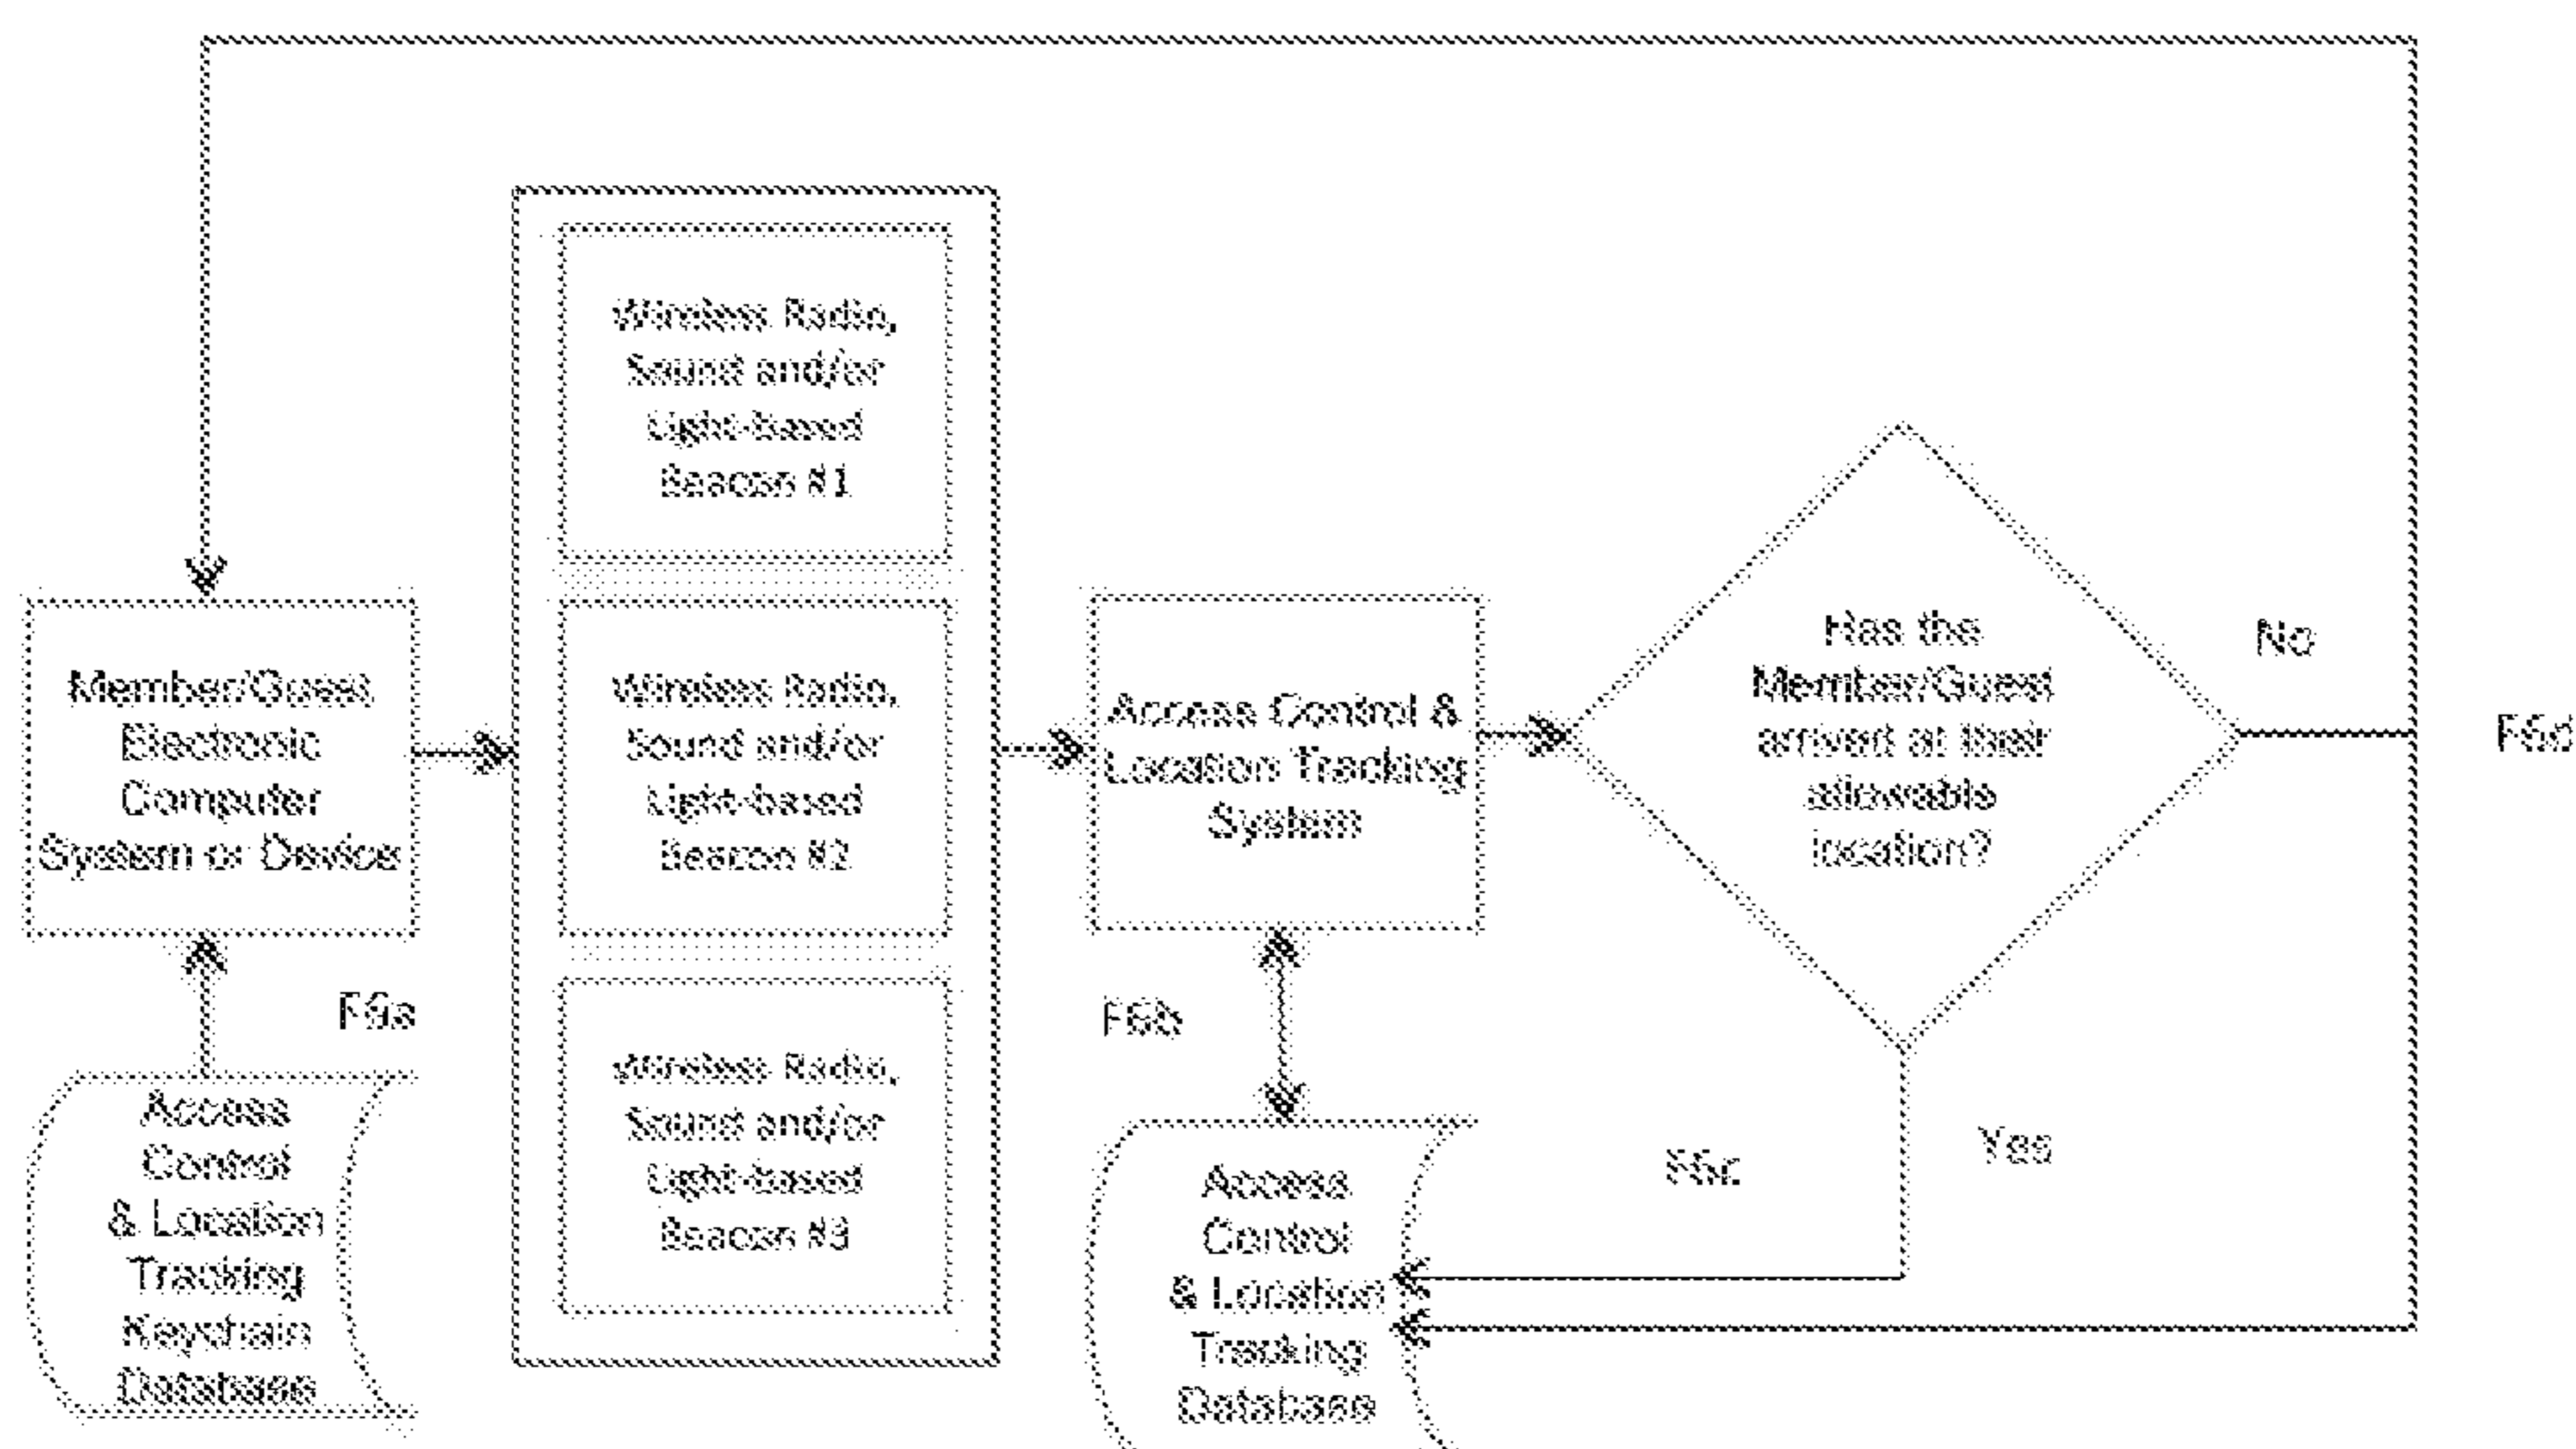 Wireless Radio,
Sound and/or
Light-based
Beacon #1
Member/Guest
Electronic
Computer
System or Device
Wireless Radio,
Sound and/or
Light-based
Beacon #2
Access Control &
Location Tracking
System
Has the
Member/Guest
arrived at their
allowable
location?
No
F6d
F6a
Access
Control
& Location
Tracking
Keychain
Database
Wireless Radio,
Sound and/or
Light-based
Beacon #3
F6b
Access
Control
& Location
Tracking
Database
F6c
Yes